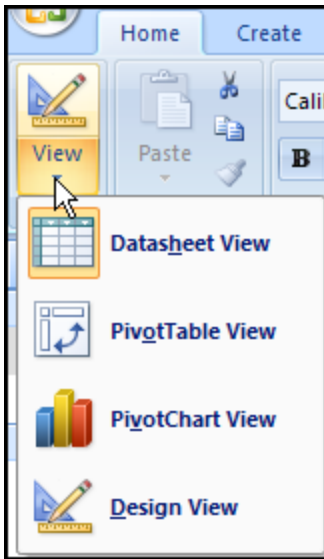 Home Create
View Paste Cali
B
Datasheet View
PivotTable View
PivotChart View
Design View